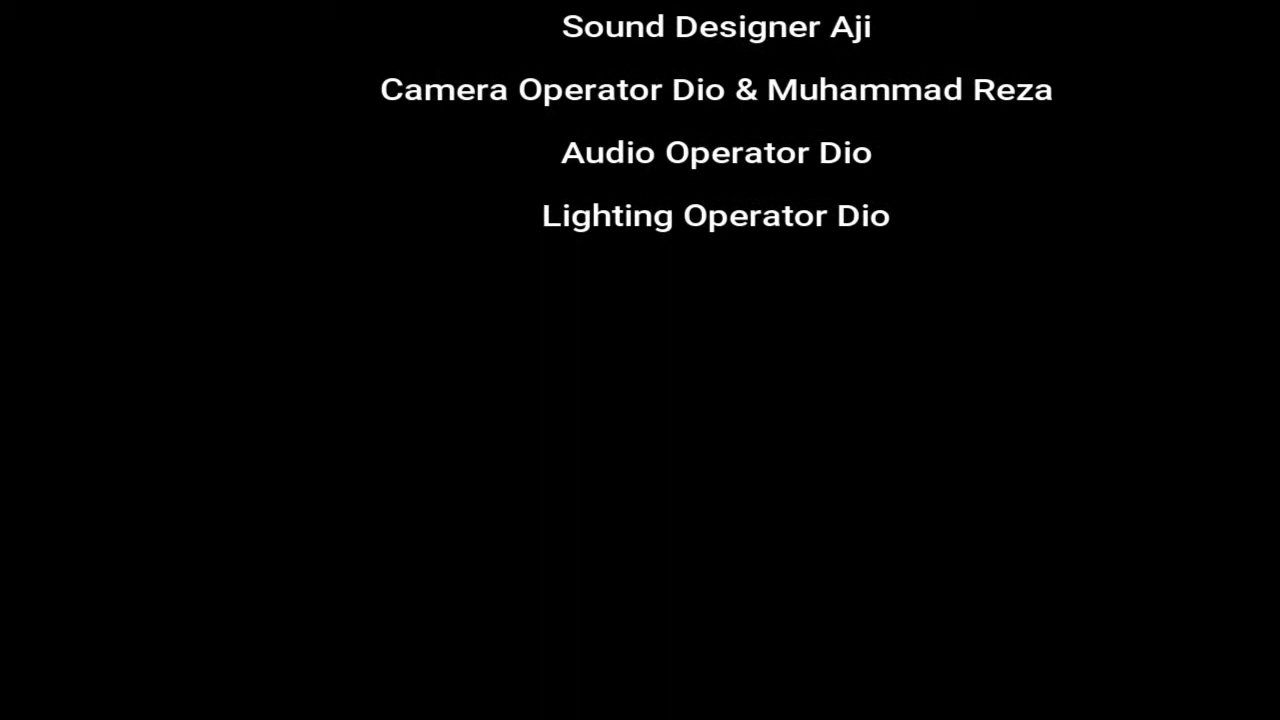 Sound Designer Aji
Camera Operator Dio & Muhammad Reza
Audio Operator Dio
Lighting Operator Dio